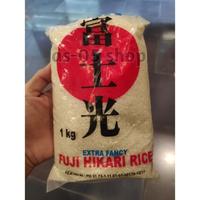 富士光
1 kg
EXTRA FANCY
FUJI HIKARI RICE